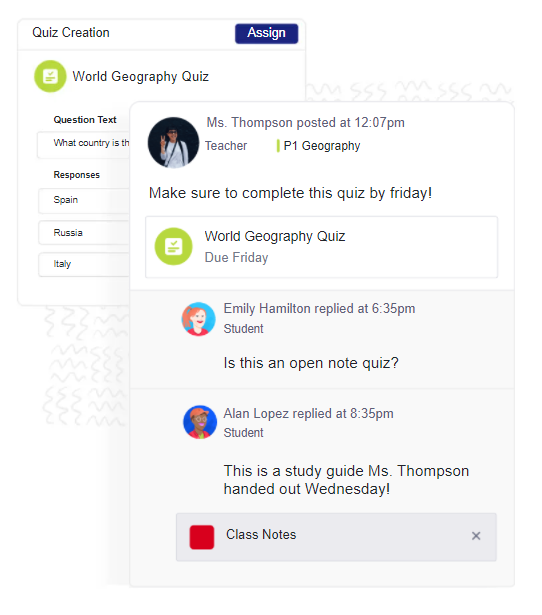 Quiz Creation
Assign
World Geography Quiz
Question Text
What country is th
Responses
Spain
Russia
Italy
Ms. Thompson posted at 12:07pm
Teacher
P1 Geography
Make sure to complete this quiz by friday!
World Geography Quiz
Due Friday
Emily Hamilton replied at 6:35pm
Student
Is this an open note quiz?
Alan Lopez replied at 8:35pm
Student
This is a study guide Ms. Thompson
handed out Wednesday!
Class Notes